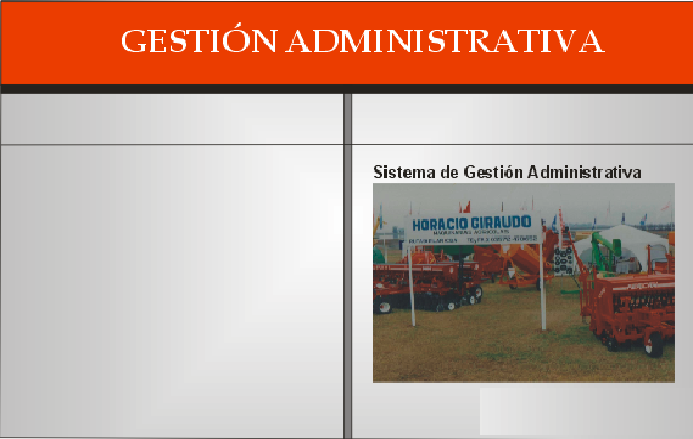 GESTIÓN ADMINISTRATIVA
Sistema de Gestión Administrativa
HORACIO GIRAUDO